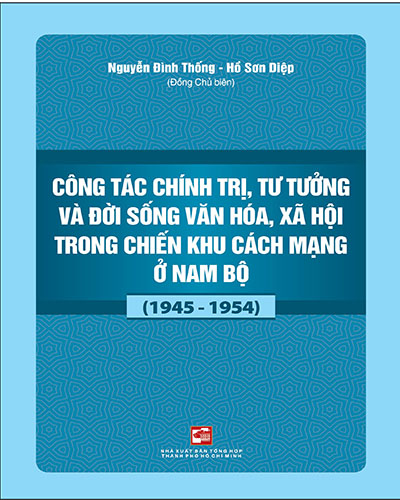 Nguyễn Đình Thống - Hồ Sơn Diệp
(Đồng Chủ biên)
CÔNG TÁC CHÍNH TRỊ, TƯ TƯỞNG
VÀ ĐỜI SỐNG VĂN HÓA, XÃ HỘI
TRONG CHIẾN KHU CÁCH MẠNG
Ở NAM BỘ
(1945 - 1954)
NHÀ XUẤT BẢN TỔNG HỢP
THÀNH PHỐ HỒ CHÍ MINH